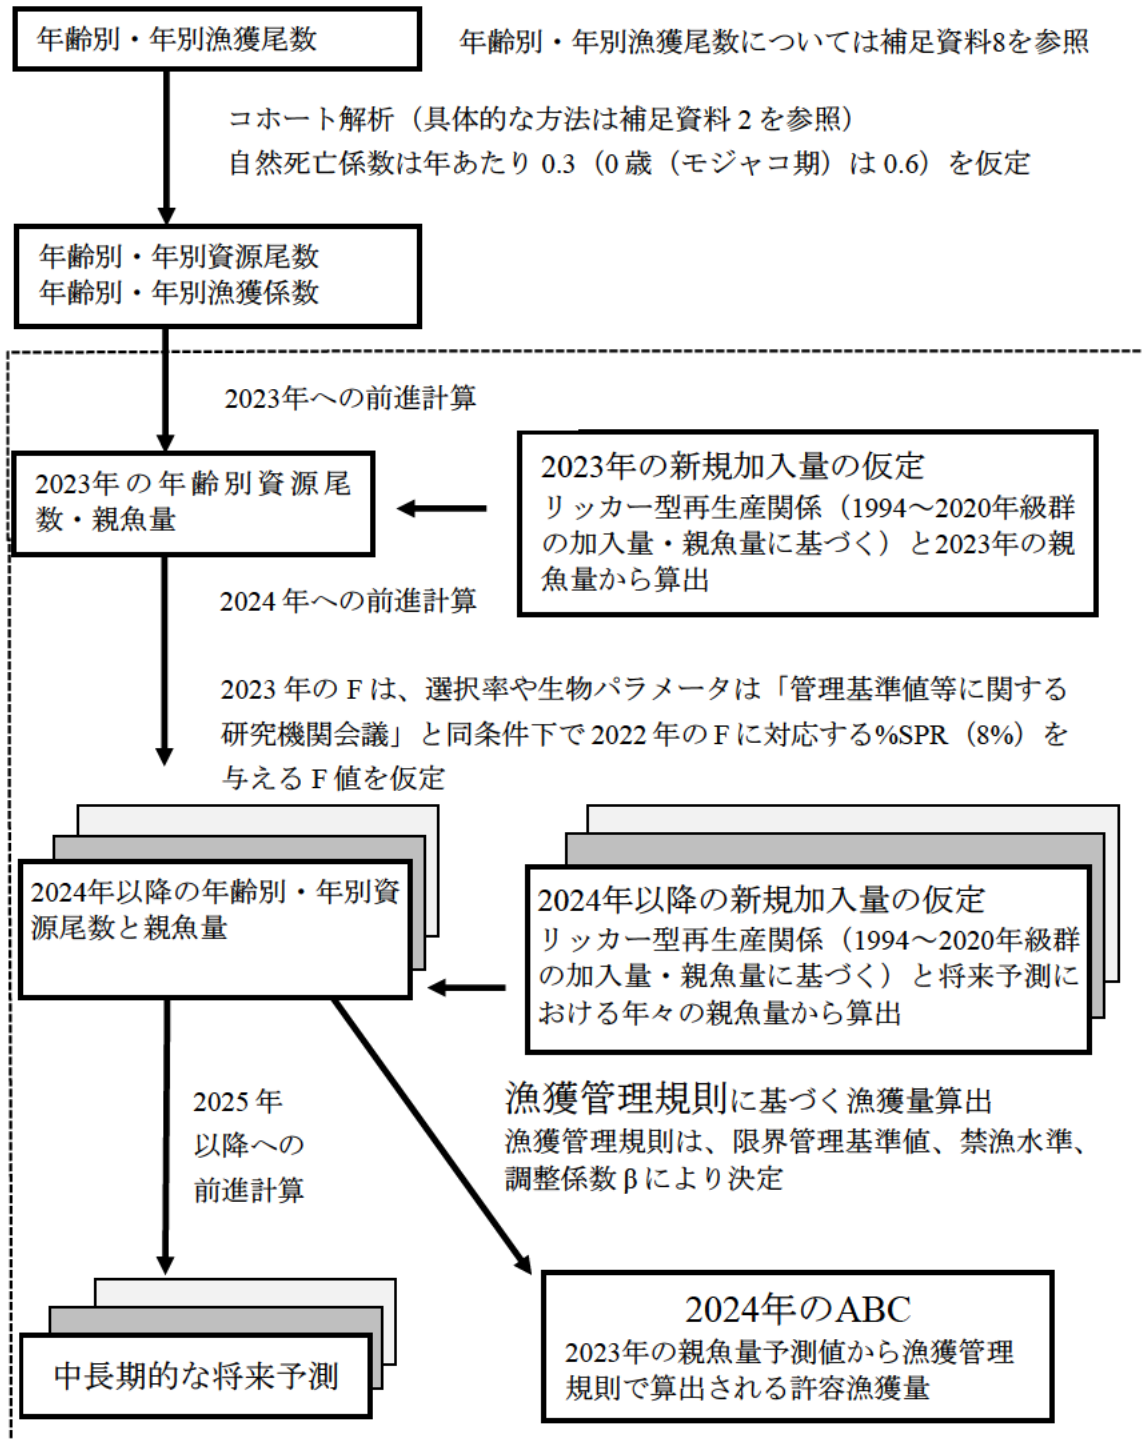 年齢別・年別漁獲尾数
年齢別・年別漁獲尾数については補足資料8を参照
コホート解析（具体的な方法は補足資料 2 を参照）
自然死亡係数は年あたり 0.3（0 歳（モジャコ期）は 0.6）を仮定
年齢別・年別資源尾数
年齢別・年別漁獲係数
2023年への前進計算
2023年の年齢別資源尾
数・親魚量
2023年の新規加入量の仮定
リッカー型再生産関係（1994～2020年級群
の加入量・親魚量に基づく）と2023年の親
魚量から算出
2024 年への前進計算
2023 年の F は、選択率や生物パラメータは「管理基準値等に関する
研究機関会議」と同条件下で 2022 年の F に対応する%SPR（8%）を
与える F 値を仮定
2024年以降の年齢別・年別資
源尾数と親魚量
2024年以降の新規加入量の仮定
リッカー型再生産関係（1994～2020年級群
の加入量・親魚量に基づく）と将来予測に
おける年々の親魚量から算出
2025 年
以降への
前進計算
漁獲管理規則に基づく漁獲量算出
漁獲管理規則は、限界管理基準値、禁漁水準、
調整係数 β により決定
中長期的な将来予測
2024年のABC
2023年の親魚量予測値から漁獲管理
規則で算出される許容漁獲量